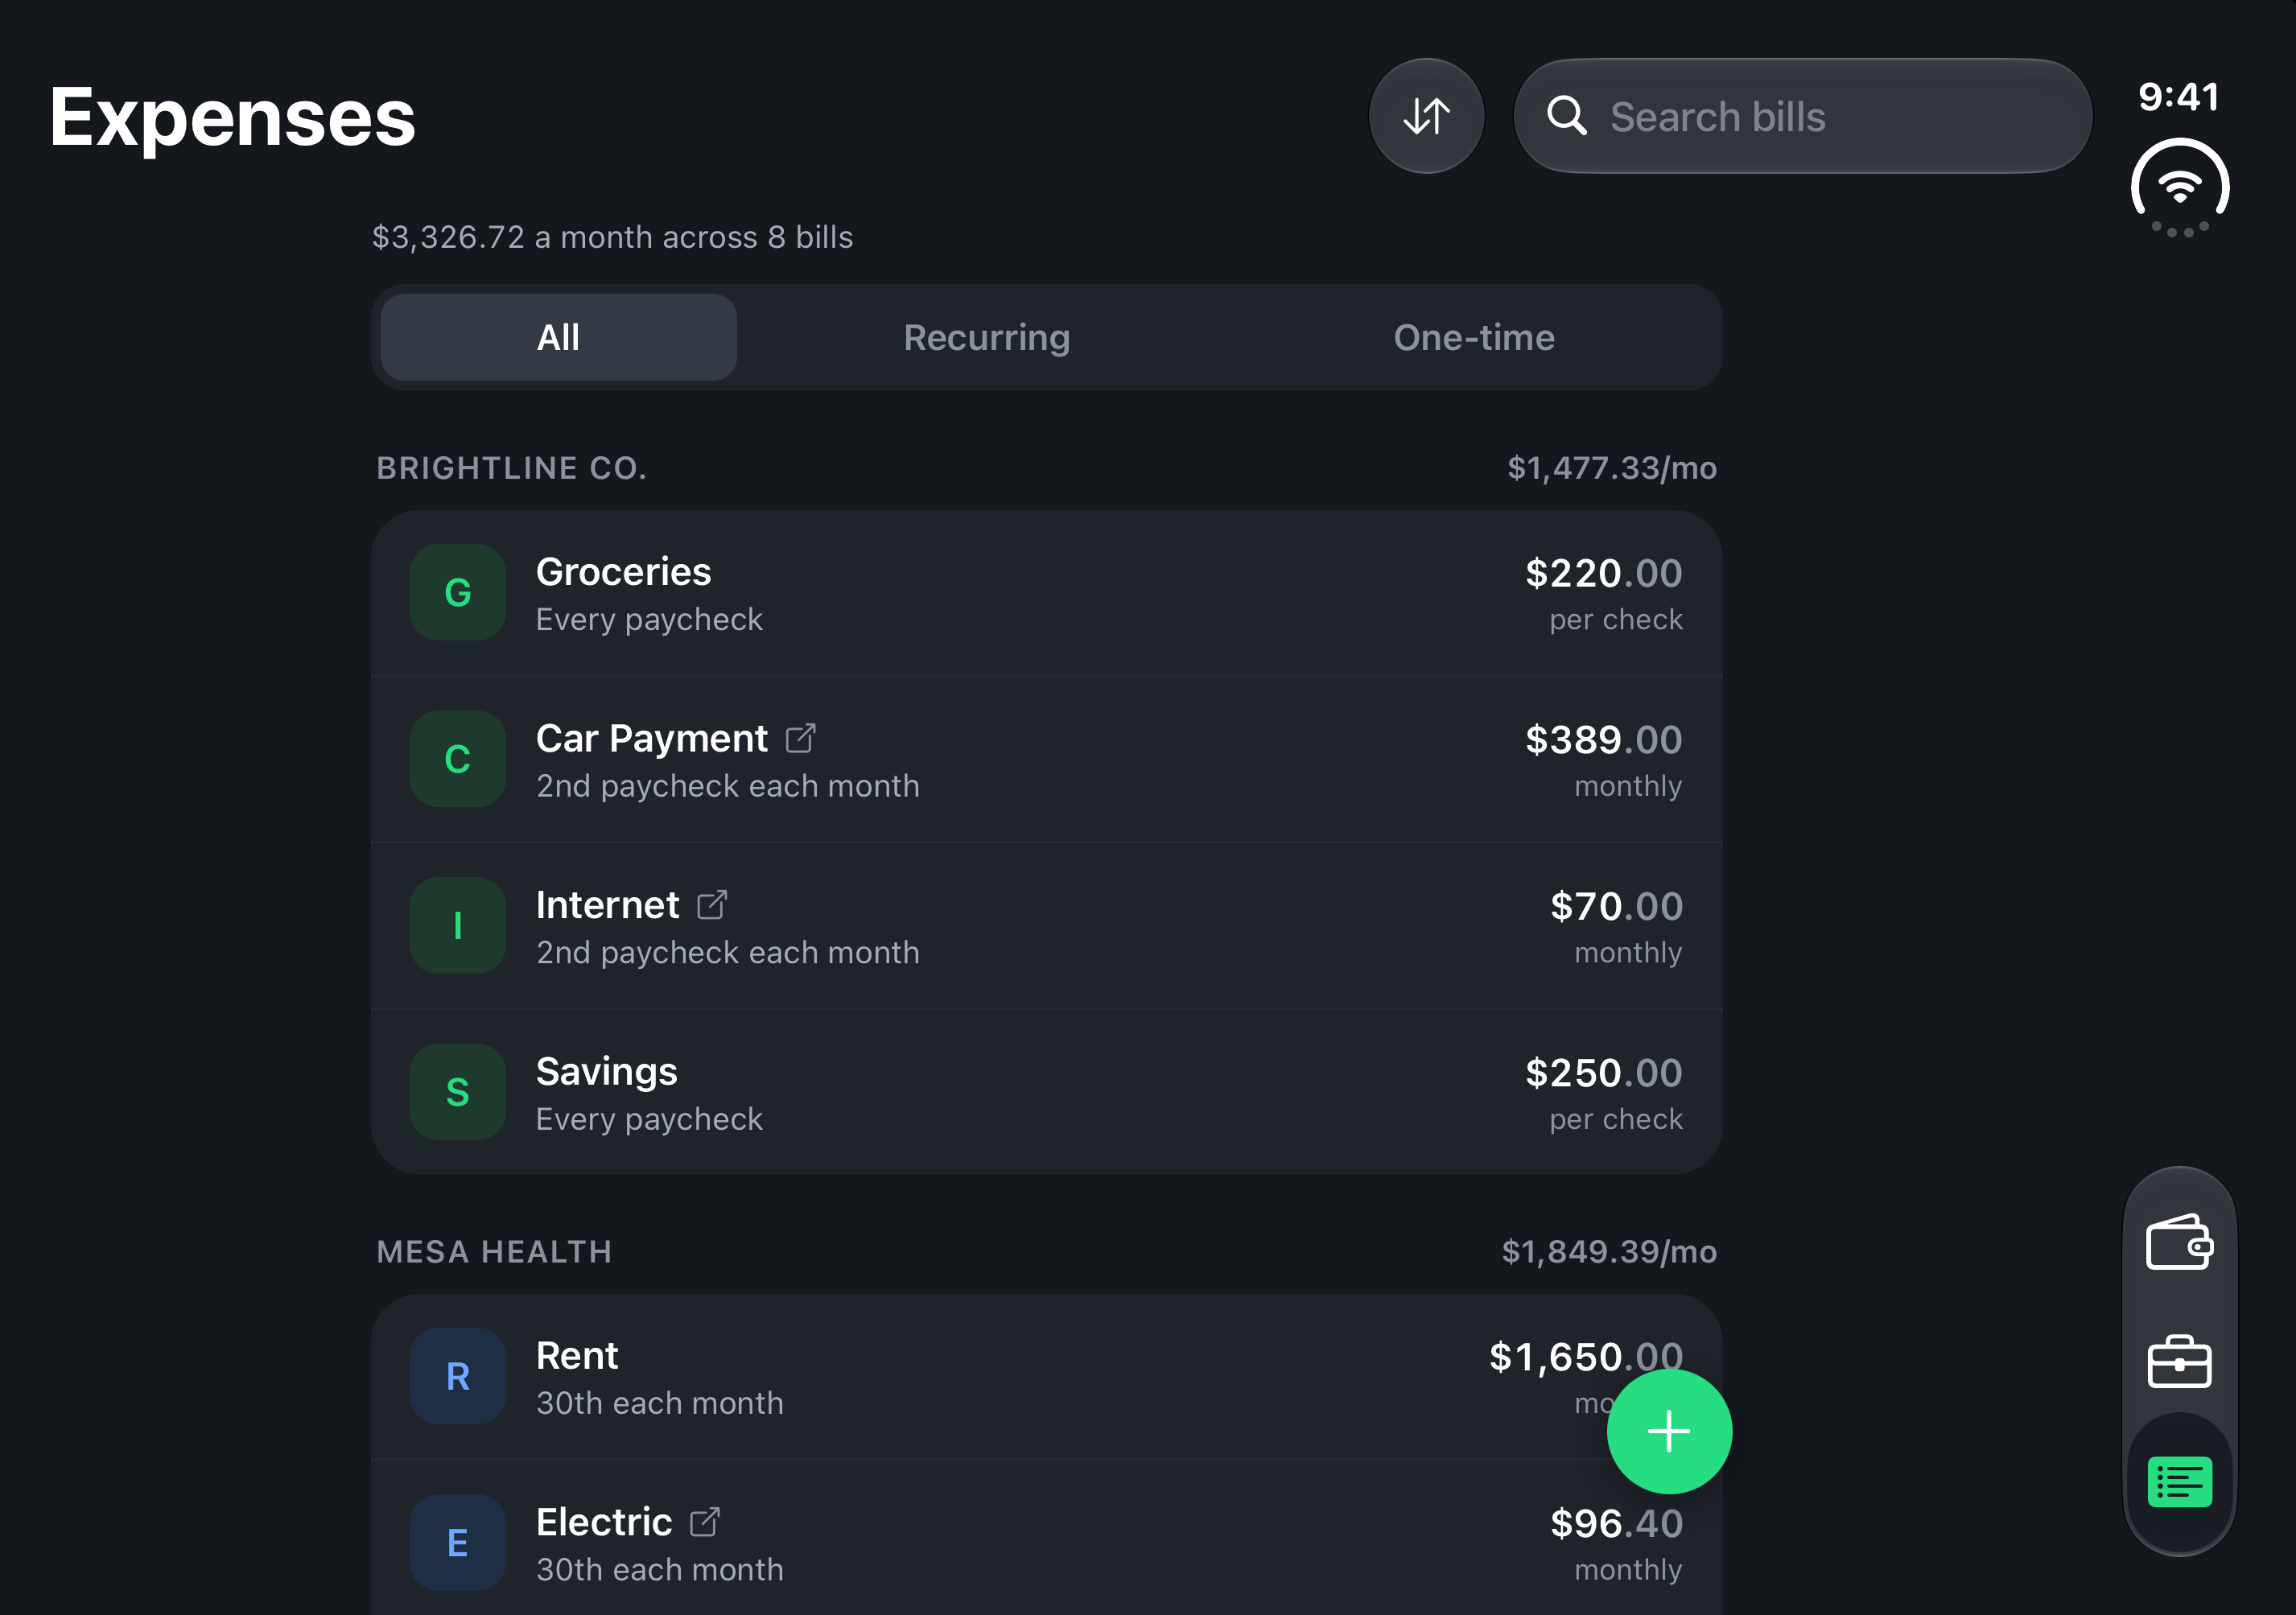 Expenses
Search bills
9:41
$3,326.72 a month across 8 bills
All
Recurring
One-time
BRIGHTLINE CO.
$1,477.33/mo
G
Groceries
$220.00
Every paycheck
per check
C
Car Payment
$389.00
2nd paycheck each month
monthly
I
Internet
$70.00
2nd paycheck each month
monthly
S
Savings
$250.00
Every paycheck
per check
MESA HEALTH
$1,849.39/mo
R
Rent
$1,650.00
30th each month
E
Electric
$96.40
30th each month
monthly